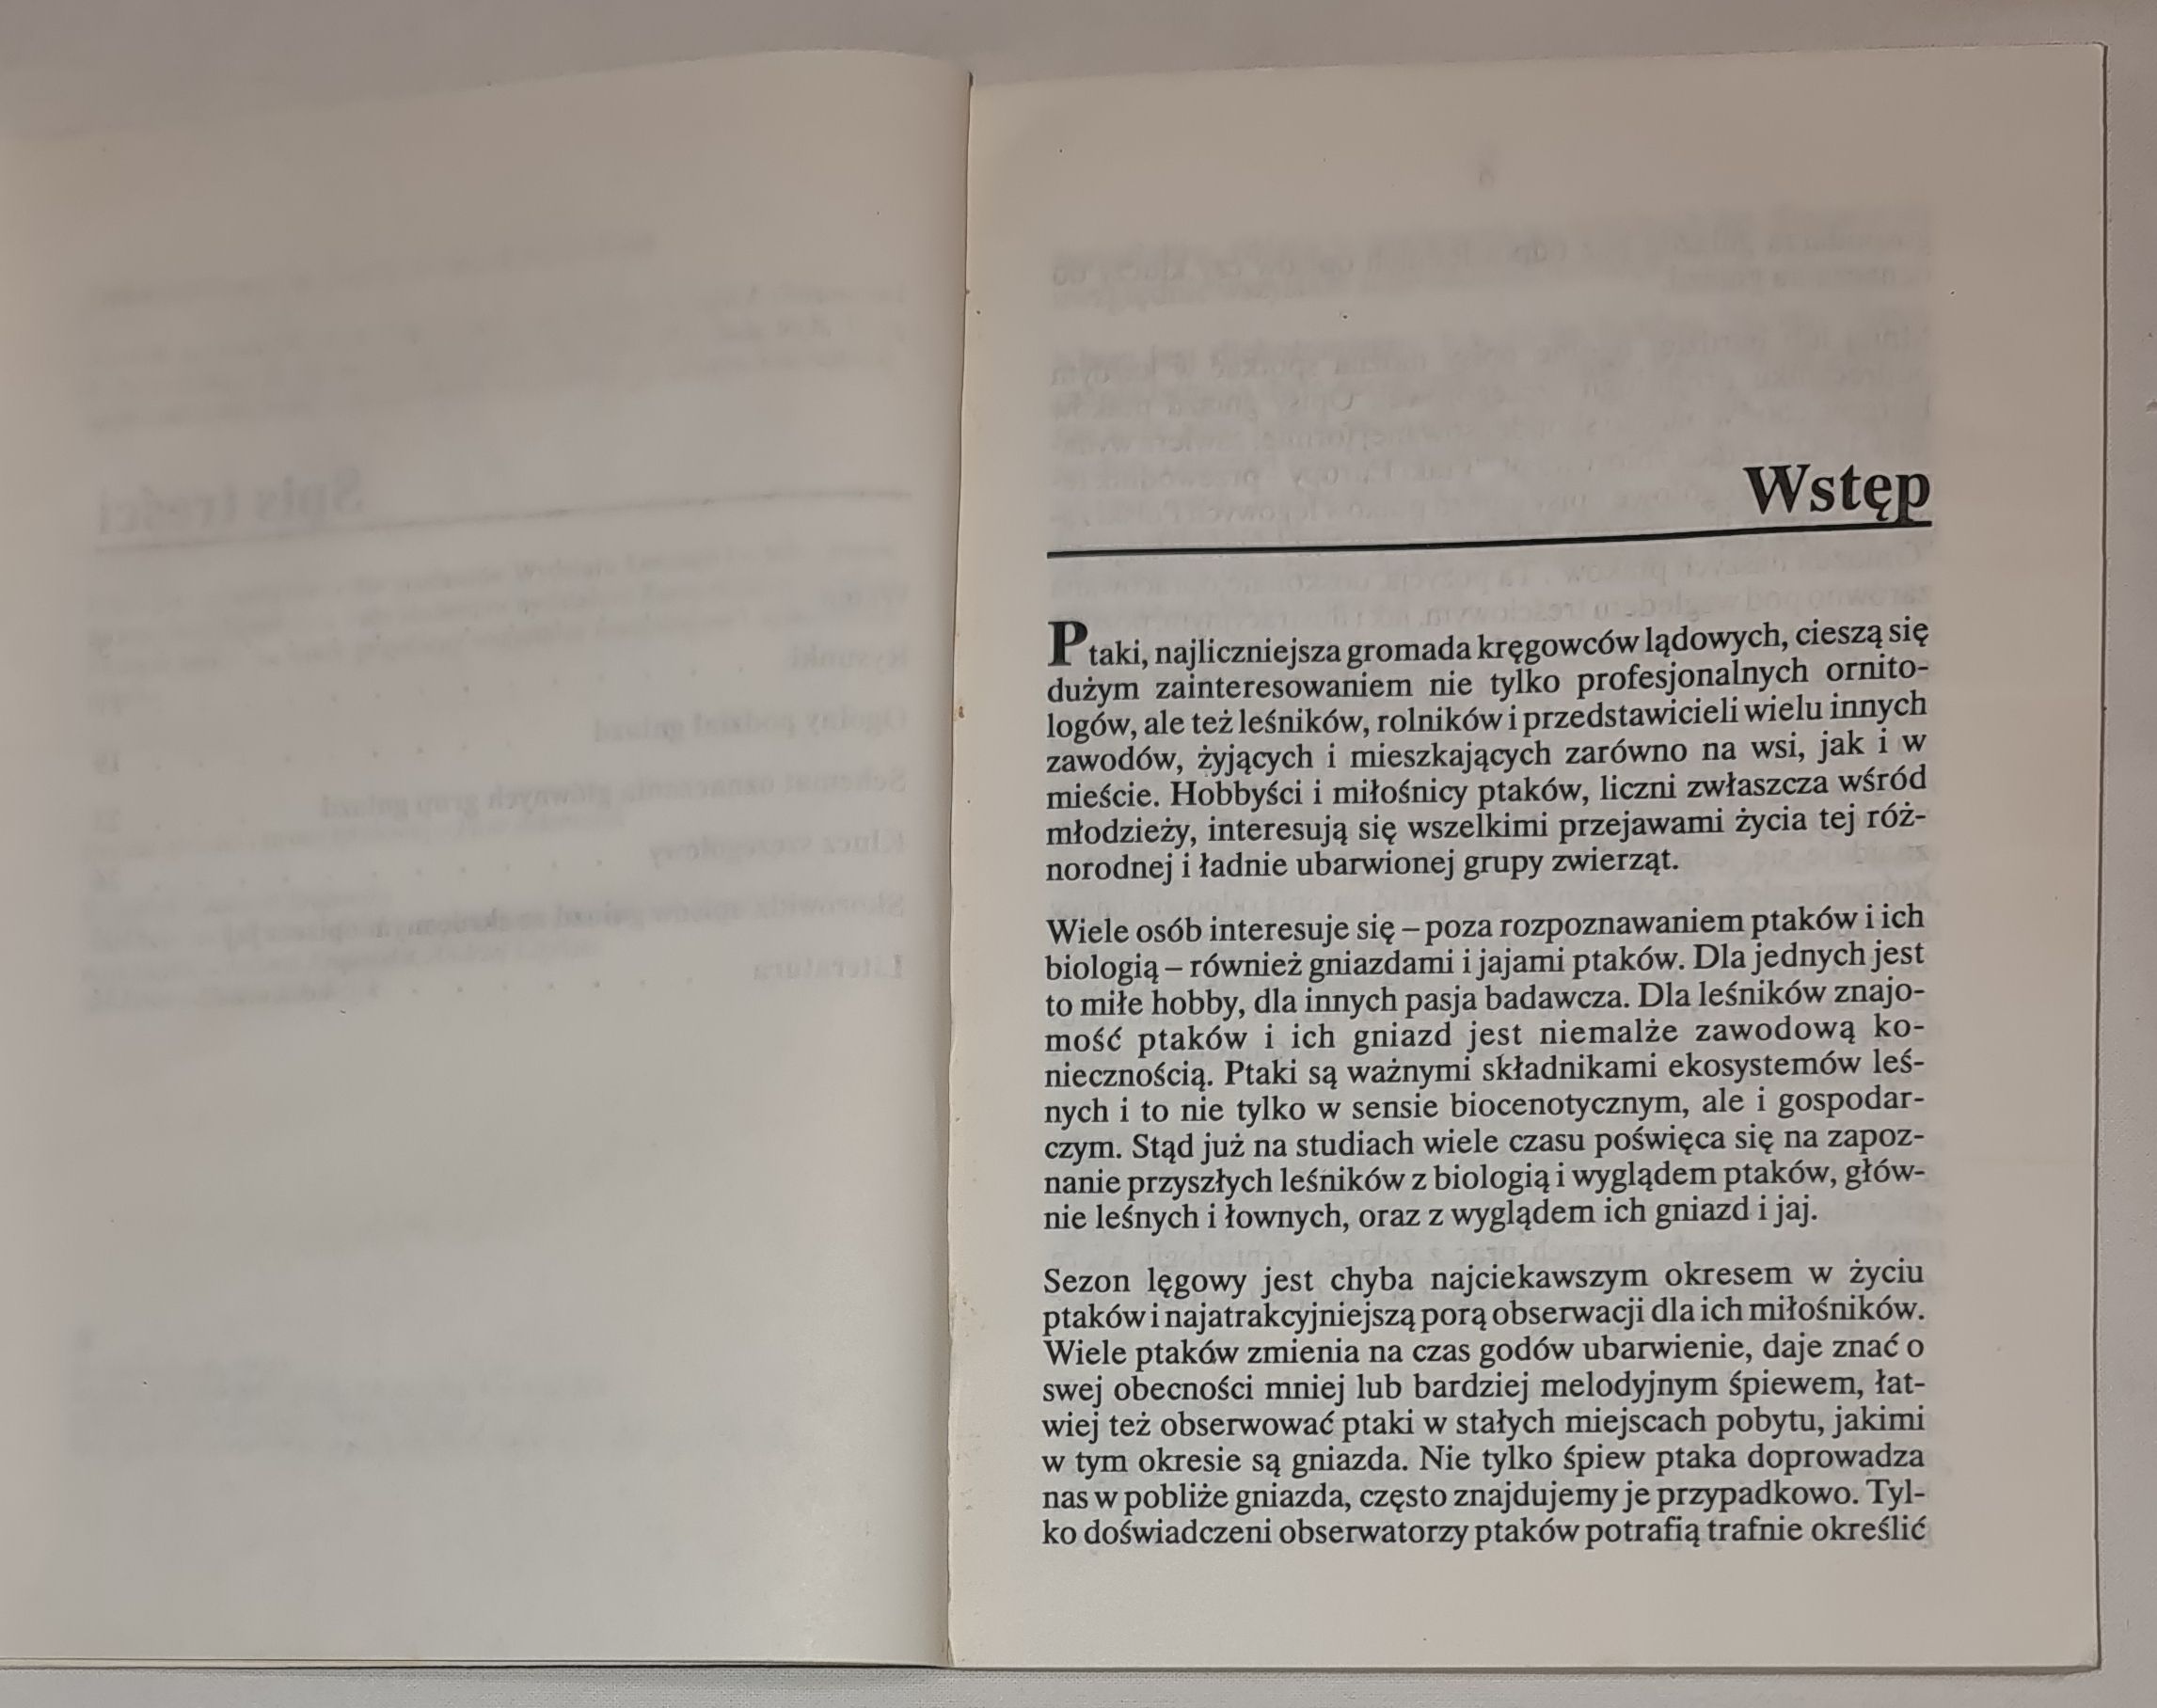 Wstęp
Ptaki, najliczniejsza gromada kręgowców lądowych, cieszą się
dużym zainteresowaniem nie tylko profesjonalnych ornito-
logów, ale też leśników, rolników i przedstawicieli wielu innych
zawodów, żyjących i mieszkających zarówno na wsi, jak i w
mieście. Hobbyści i miłośnicy ptaków, liczni zwłaszcza wśród
młodzieży, interesują się wszelkimi przejawami życia tej róż-
norodnej i ładnie ubarwionej grupy zwierząt.
Wiele osób interesuje się – poza rozpoznawaniem ptaków i ich
biologią – również gniazdami i jajami ptaków. Dla jednych jest
to miłe hobby, dla innych pasja badawcza. Dla leśników znajo-
mość ptaków i ich gniazd jest niemalże zawodową ko-
niecznością. Ptaki są ważnymi składnikami ekosystemów leś-
nych i to nie tylko w sensie biocenotycznym, ale i gospodar-
czym. Stąd już na studiach wiele czasu poświęca się na zapoz-
nanie przyszłych leśników z biologią i wyglądem ptaków, głów-
nie leśnych i łownych, oraz z wyglądem ich gniazd i jaj.
Sezon lęgowy jest chyba najciekawszym okresem w życiu
ptaków i najatrakcyjniejszą porą obserwacji dla ich miłośników.
Wiele ptaków zmienia na czas godów ubarwienie, daje znać o
swej obecności mniej lub bardziej melodyjnym śpiewem, łat-
wiej też obserwować ptaki w stałych miejscach pobytu, jakimi
w tym okresie są gniazda. Nie tylko śpiew ptaka doprowadza
nas w pobliże gniazda, często znajdujemy je przypadkowo. Tyl-
ko doświadczeni obserwatorzy ptaków potrafią trafnie określić